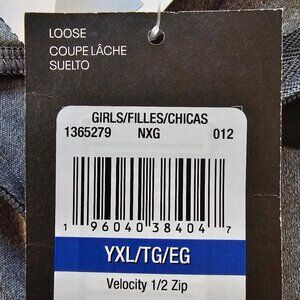 LOOSE
COUPE LÂCHE
SUELTO
GIRLS/FILLES/CHICAS
1365279 NXG 012
1 96040 38404 7
YXL/TG/EG
Velocity 1/2 Zip